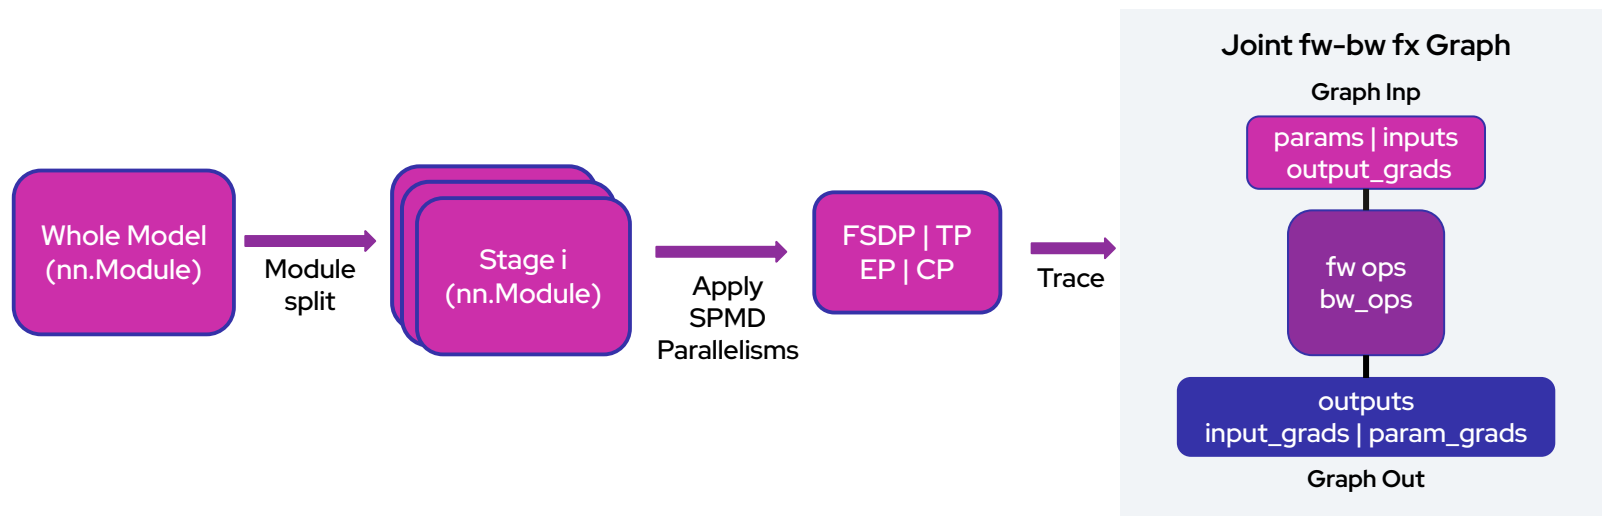 Whole Model
(nn.Module)
Module
split
Stage i
(nn.Module)
Apply
SPMD
Parallelisms
FSDP | TP
EP | CP
Trace
Joint fw-bw fx Graph
Graph Inp
params | inputs
output_grads
fw ops
bw_ops
outputs
input_grads | param_grads
Graph Out